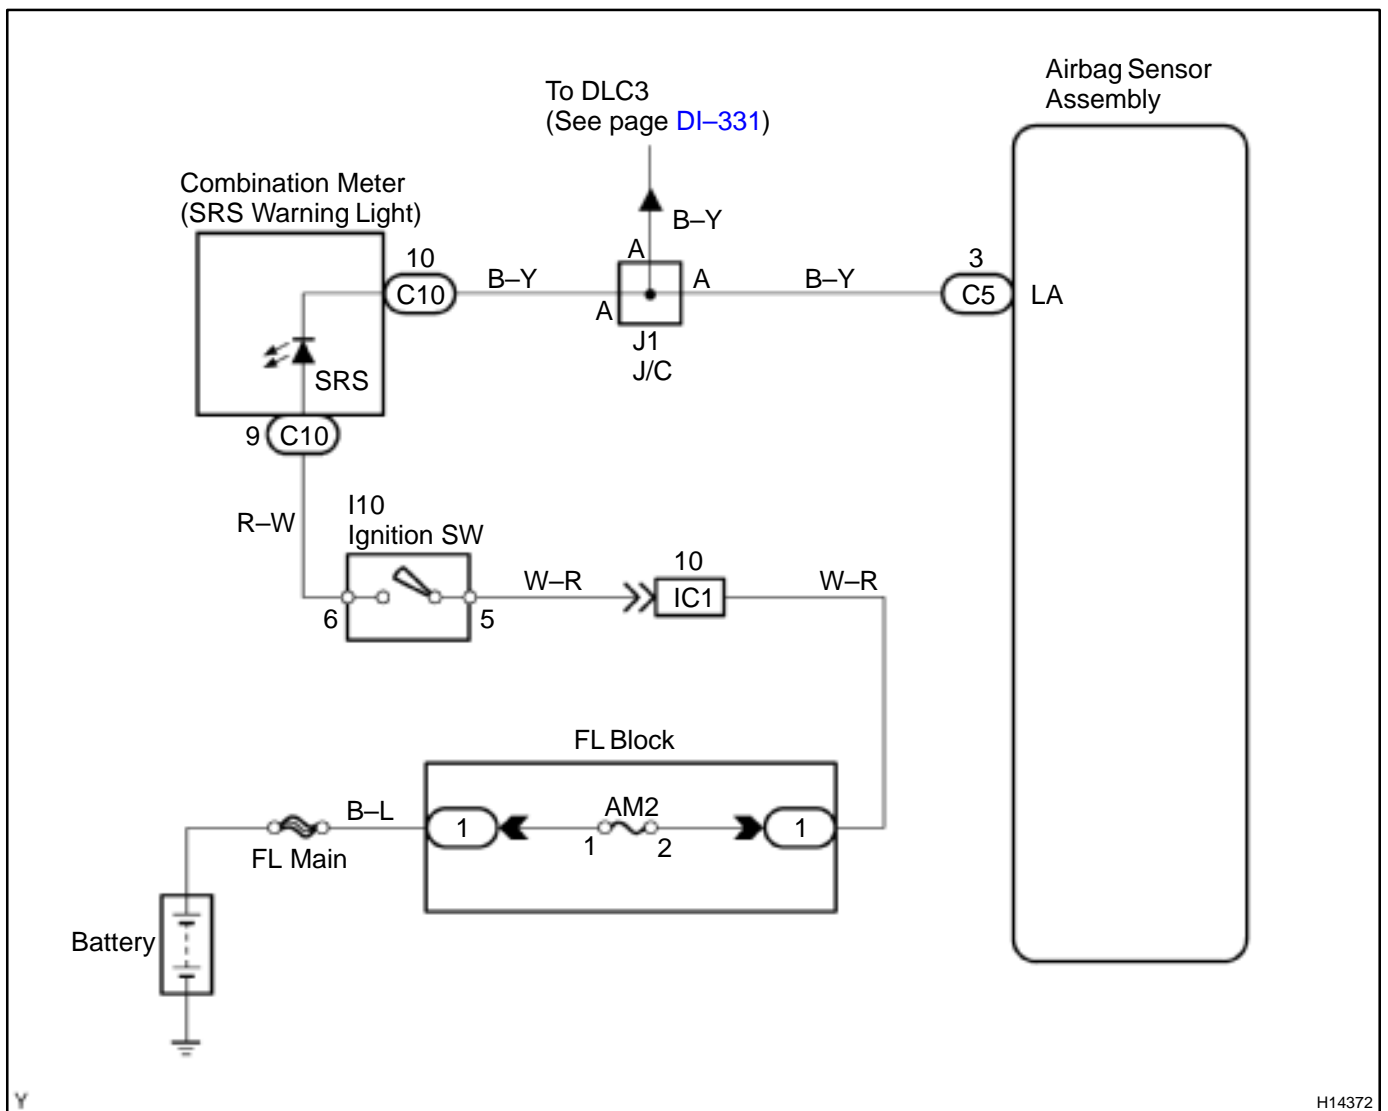 Airbag Sensor
Assembly
To DLC3
(See page DI–331)
Combination Meter
(SRS Warning Light)
B–Y
A
10
C10
B–Y
A
A
B–Y
3
C5
LA
J1
J/C
SRS
9
C10
R–W
I10
Ignition SW
6
5
W–R
10
IC1
W–R
FL Block
B–L
1
AM2
1
2
1
FL Main
Battery
Y
H14372